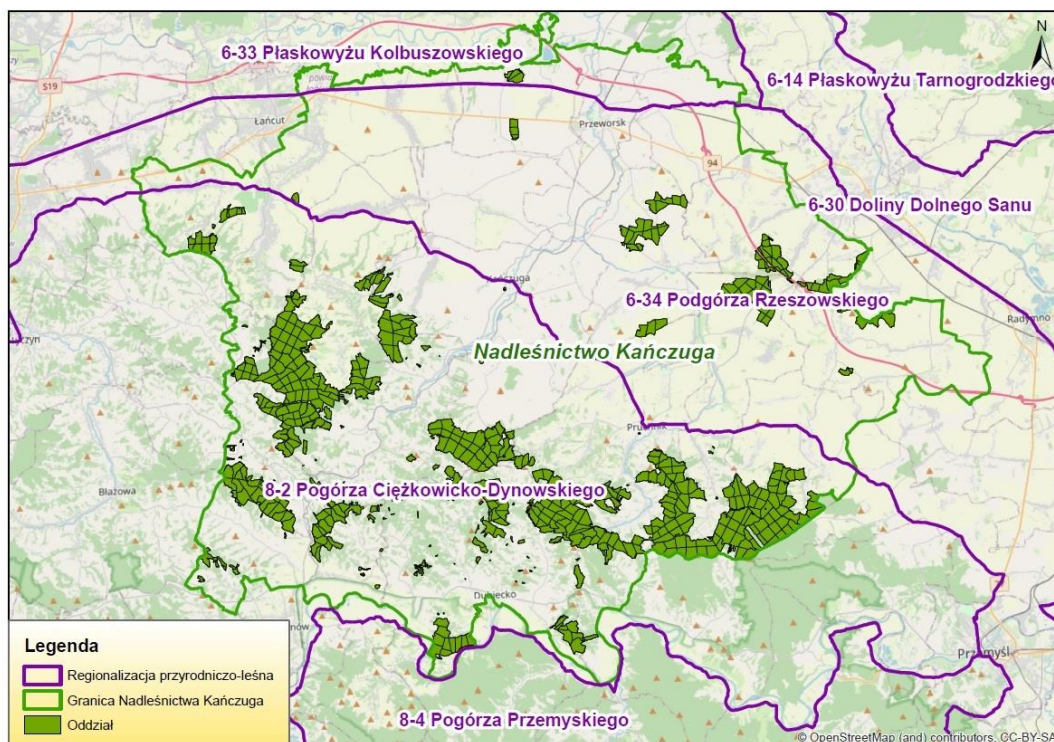 N
6-33 Płaskowyżu Kolbuszowskiego
6-14 Płaskowyżu Tarnogrodzkiego
S19
Łańcut
Przeworsk
94
6-30 Doliny Dolnego Sanu
6-34 Podgórza Rzeszowskiego
Radymno
Nadleśnictwo Kańczuga
Pruchnik
Błażowa
8-2 Pogórza Ciężkowicko-Dynowskiego
Dubiecko
Przemyśl
8-4 Pogórza Przemyskiego
Legenda
Regionalizacja przyrodniczo-leśna
Granica Nadleśnictwa Kańczuga
Oddział
© OpenStreetMap (and) contributors, CC-BY-SA